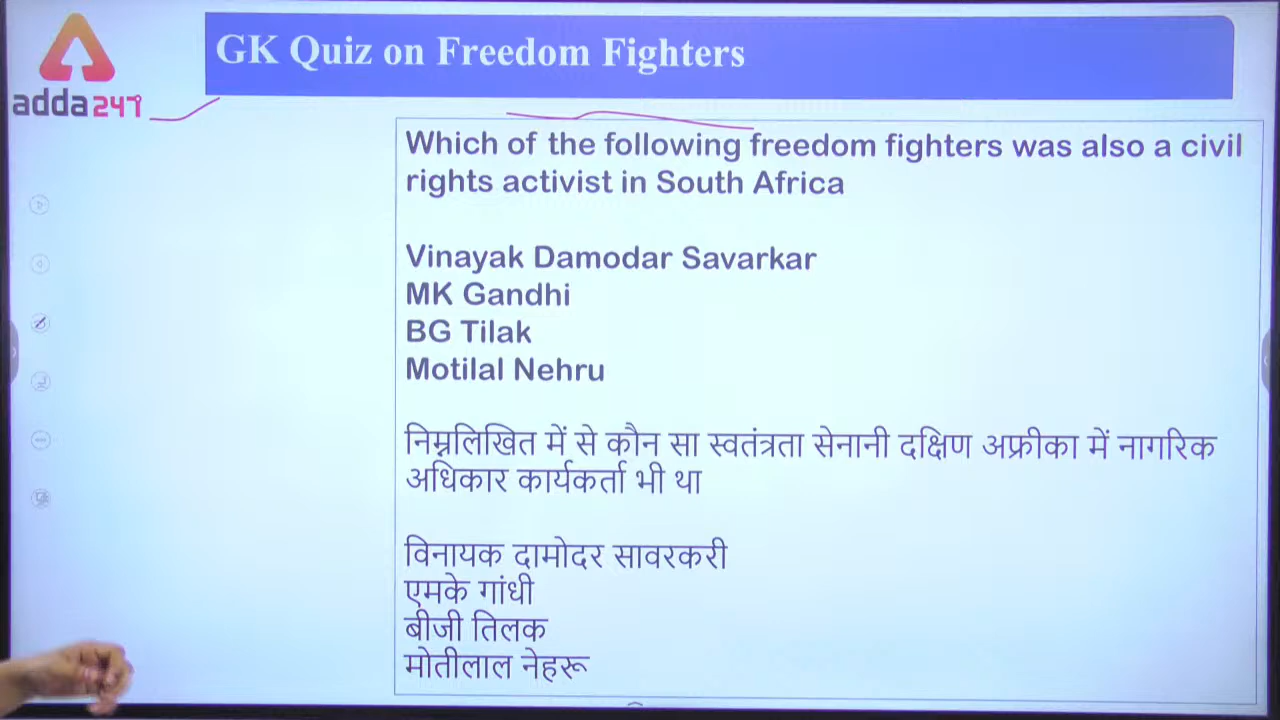 GK Quiz on Freedom Fighters
adda247
Which of the following freedom fighters was also a civil
rights activist in South Africa
Vinayak Damodar Savarkar
MK Gandhi
BG Tilak
Motilal Nehru
निम्नलिखित में से कौन सा स्वतंत्रता सेनानी दक्षिण अफ्रीका में नागरिक
अधिकार कार्यकर्ता भी था
विनायक दामोदर सावरकरी
एमके गांधी
बीजी तिलक
मोतीलाल नेहरू